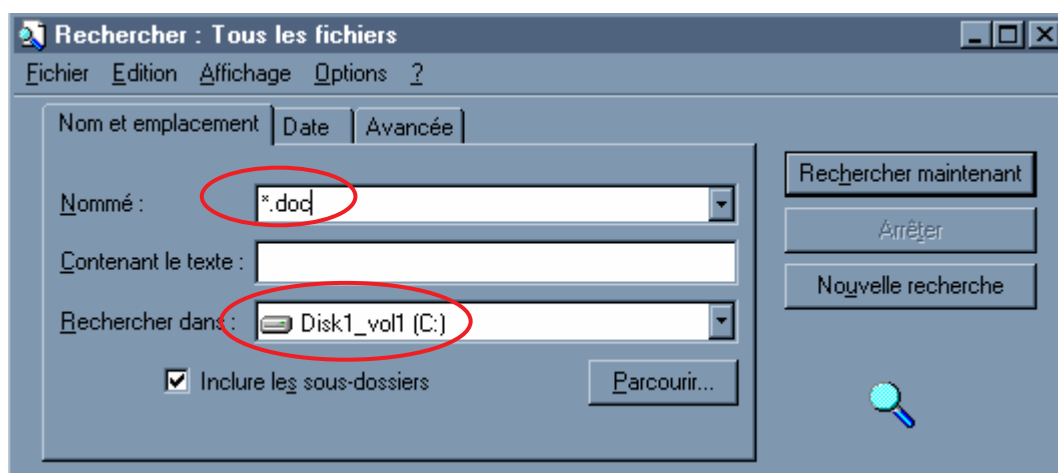 Rechercher : Tous les fichiers
Fichier Edition Affichage Options ?
Nom et emplacement Date Avancée
Nommé : *.doc
Contenant le texte :
Rechercher dans : Disk1_vol1 (C:)
Inclure les sous-dossiers Parcourir...
Rechercher maintenant
Arrêter
Nouvelle recherche